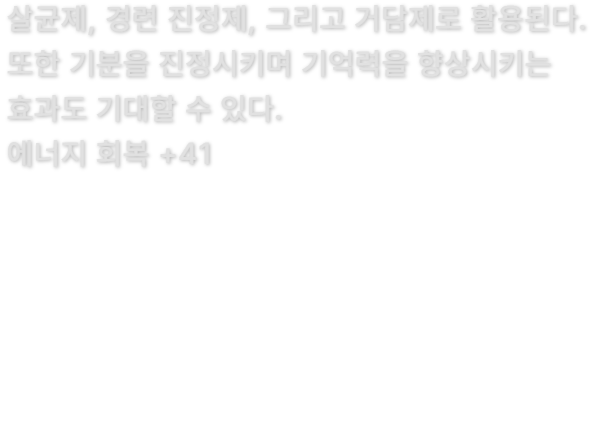 살균제, 경련 진정제, 그리고 거담제로 활용된다.
또한 기분을 진정시키며 기억력을 향상시키는
효과도 기대할 수 있다.
에너지 회복 +41